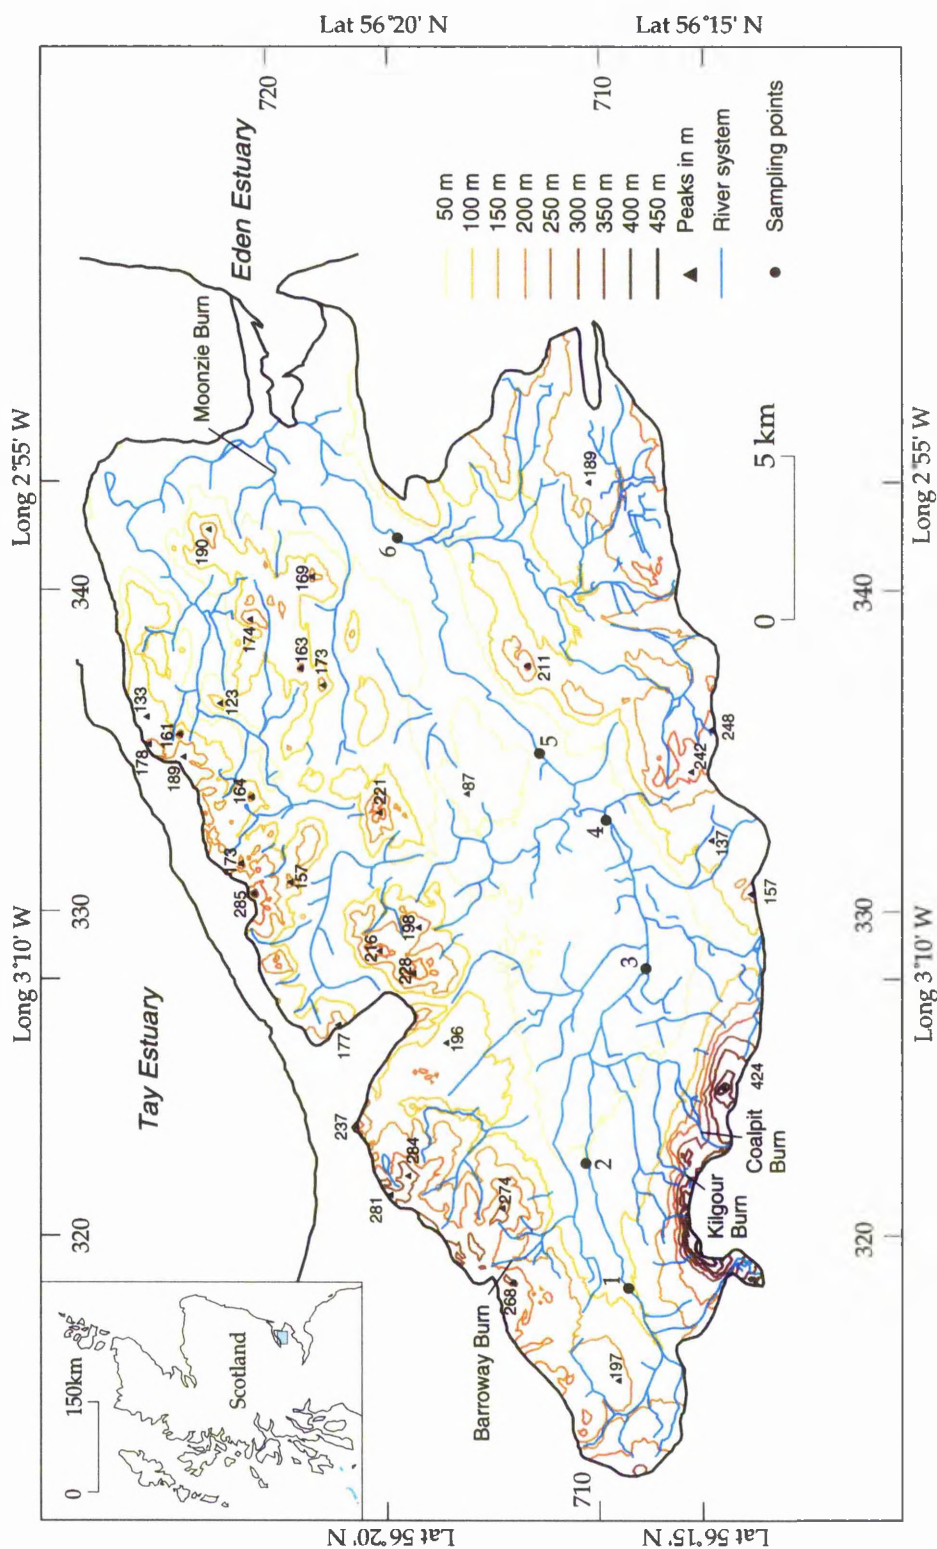 Long 3°10' W
Long 2°55' W
320
330
340
Lat 56°20' N
Lat 56°15' N
720
710
0
150km
Scotland
Tay Estuary
Eden Estuary
Moonzie Burn
Barroway Burn
Kilgour
Burn
Coalpit
Burn
237
281
284
274
268
197
196
177
285
173
164
189
178
161
133
157
216
228
198
221
87
123
174
163
173
169
190
211
189
242
248
137
157
424
1
2
3
4
5
6
50 m
100 m
150 m
200 m
250 m
300 m
350 m
400 m
450 m
Peaks in m
River system
Sampling points
0
5 km
710
Lat 56°20' N
Lat 56°15' N
320
330
340
Long 3°10' W
Long 2°55' W